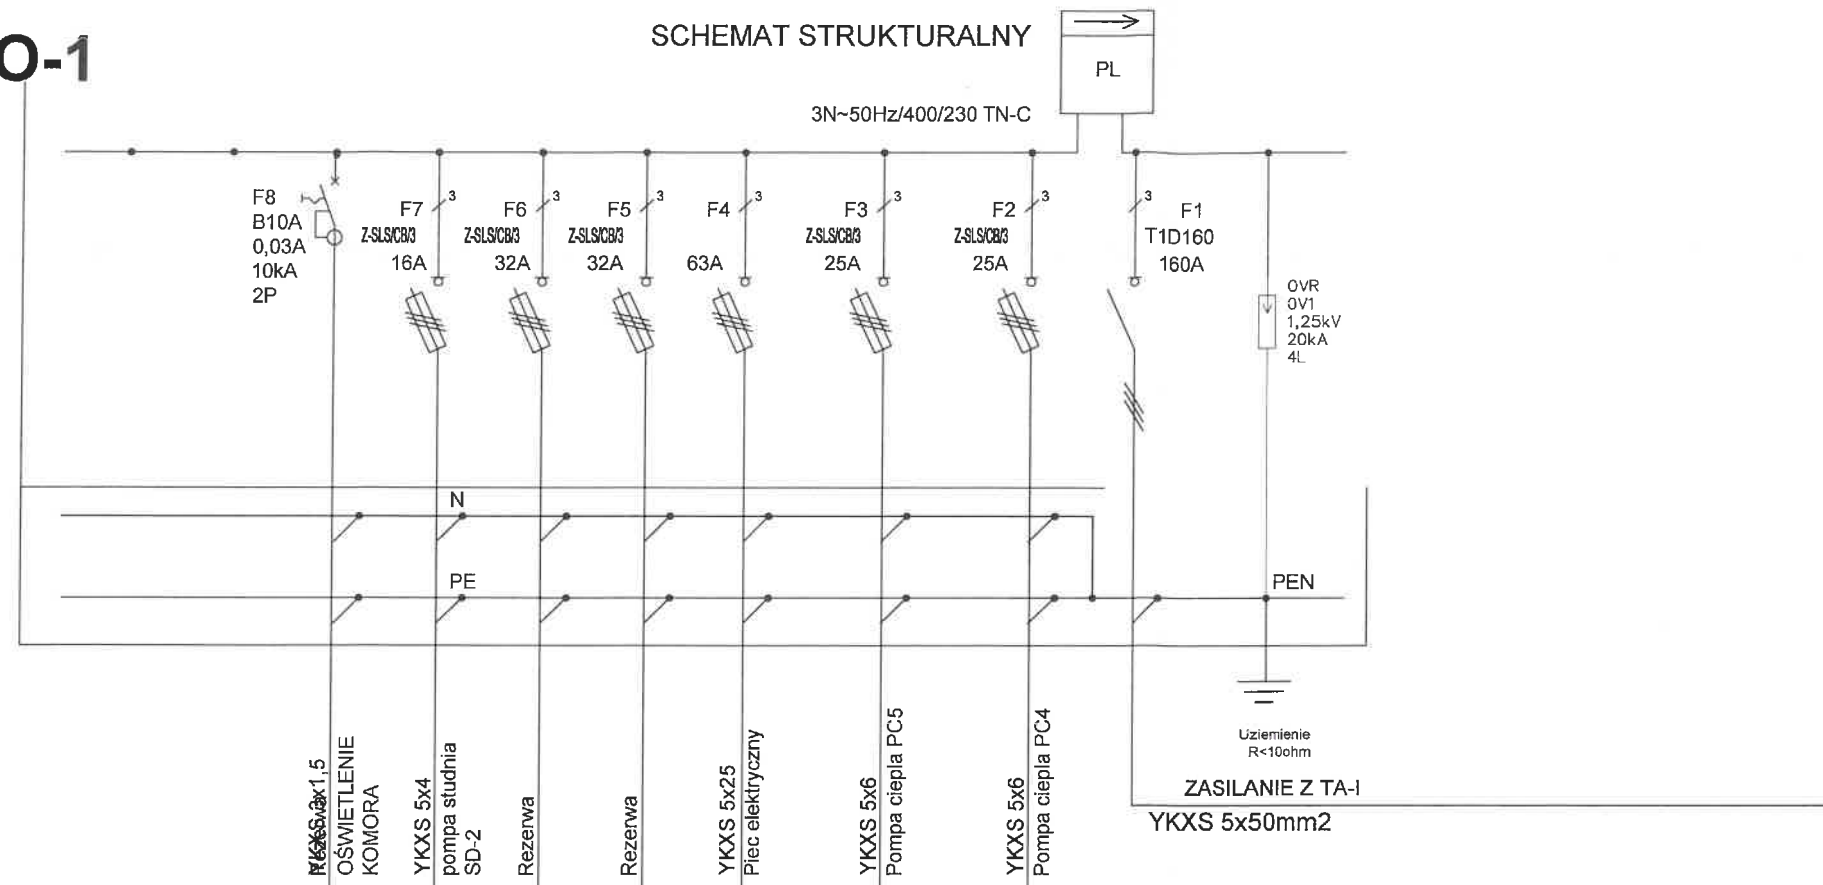 O-1
SCHEMAT STRUKTURALNY
PL
3N~50Hz/400/230 TN-C
F8
B10A
0,03A
10kA
2P
3
F7
Z-SLS/CB/3
16A
3
F6
Z-SLS/CB/3
32A
3
F5
Z-SLS/CB/3
32A
3
F4
63A
3
F3
Z-SLS/CB/3
25A
3
F2
Z-SLS/CB/3
25A
3
F1
T1D160
160A
OVR
0V1
1,25kV
20kA
4L
N
PE
PEN
Uziemienie
R<10ohm
OŚWIETLENIE
KOMORA
YKXS 5x4
pompa studnia
SD-2
Rezerwa
Rezerwa
YKXS 5x25
Piec elektryczny
YKXS 5x6
Pompa ciepla PC5
YKXS 5x6
Pompa ciepla PC4
ZASILANIE Z TA-I
YKXS 5x50mm2